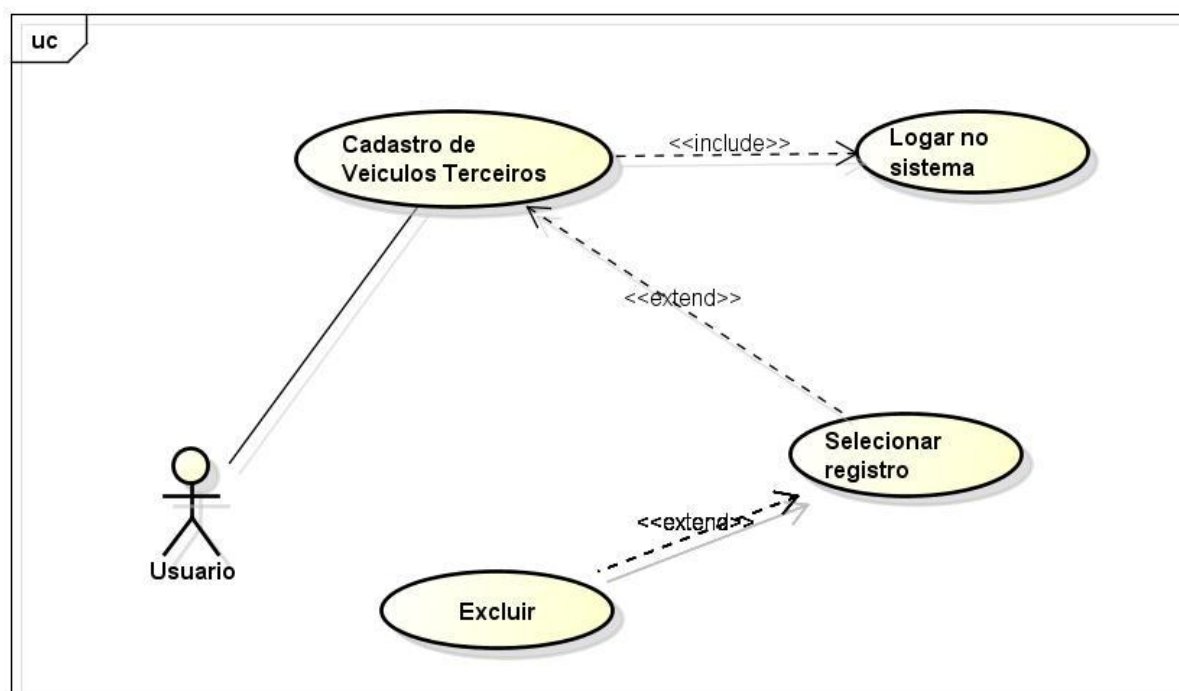 uc
Cadastro de
Veiculos Terceiros
<<include>>
Logar no
sistema
<<extend>>
Selecionar
registro
<<extend>>
Usuario
Excluir